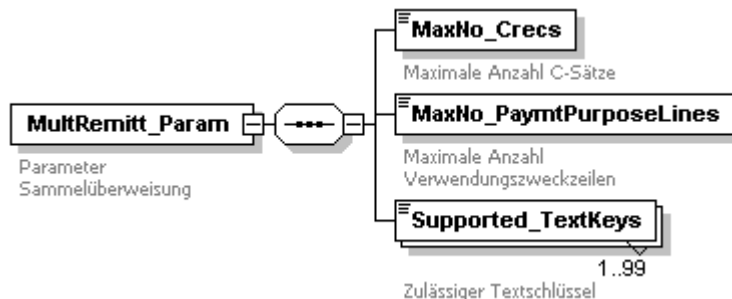 MultRemitt_Param
Parameter
Sammelüberweisung
MaxNo_Crecs
Maximale Anzahl C-Sätze
MaxNo_PaymtPurposeLines
Maximale Anzahl
Verwendungszweckzeilen
Supported_TextKeys
1..99
Zulässiger Textschlüssel